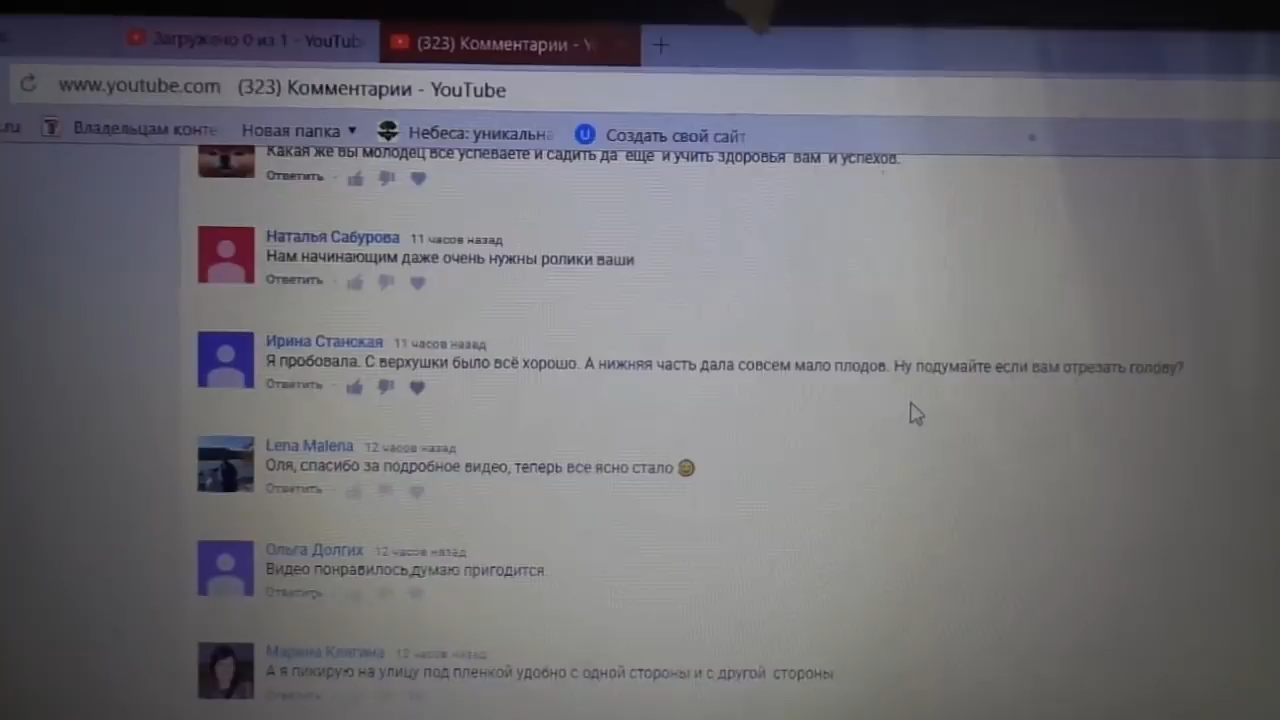 Загружено 0 из 1 - YouTub
(323) Комментарии - Y
www.youtube.com (323) Комментарии - YouTube
.ru Владельцам конте Новая папка Небеса: уникальна U Создать свой сайт
Какая же вы молодец все успеваете и садить да еще и учить здоровья вам и успехов.
Ответить
Наталья Сабурова 11 часов назад
Нам начинающим даже очень нужны ролики ваши
Ответить
Ирина Станская 11 часов назад
Я пробовала. С верхушки было всё хорошо. А нижняя часть дала совсем мало плодов. Ну подумайте если вам отрезать голову?
Ответить
Lena Malena 12 часов назад
Оля, спасибо за подробное видео, теперь все ясно стало
Ответить
Ольга Долгих 12 часов назад
Видео понравилось,думаю пригодится.
Ответить
Марина 12 часов назад
А я пикирую на улицу под пленкой удобно с одной стороны и с другой стороны
Ответить